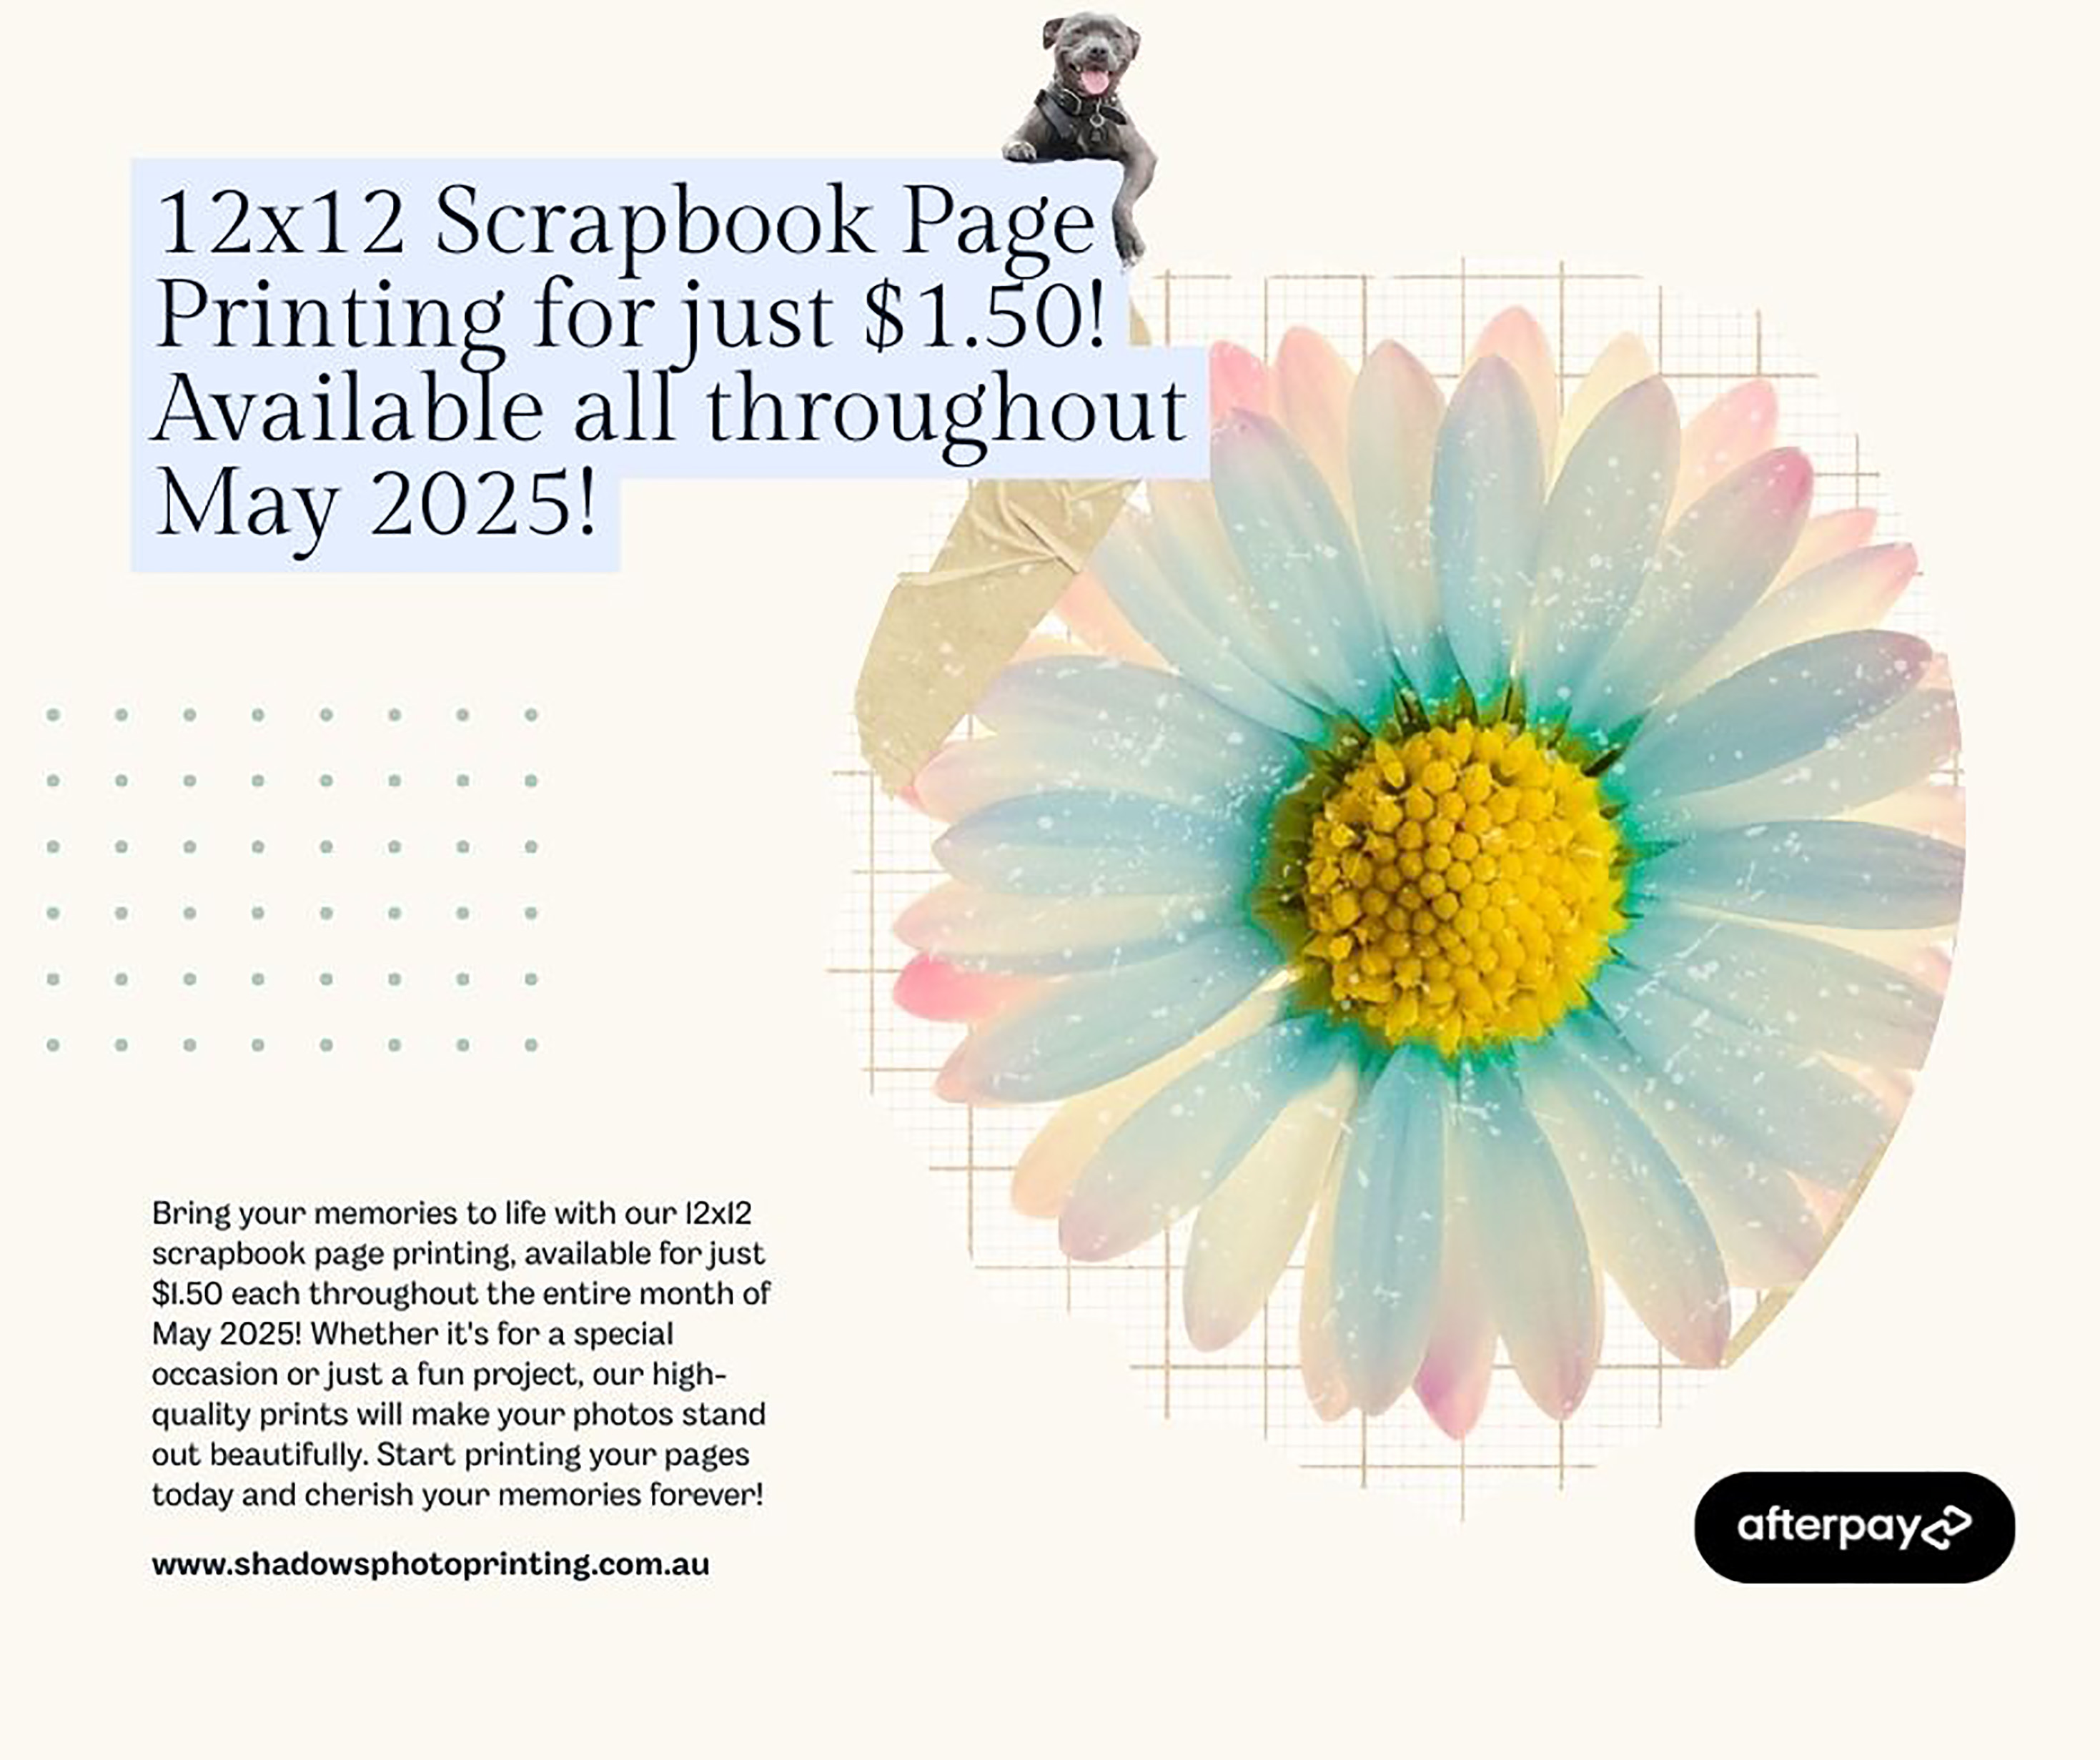 12x12 Scrapbook Page
Printing for just $1.50!
Available all throughout
May 2025!
Bring your memories to life with our 12x12
scrapbook page printing, available for just
$1.50 each throughout the entire month of
May 2025! Whether it's for a special
occasion or just a fun project, our high-
quality prints will make your photos stand
out beautifully. Start printing your pages
today and cherish your memories forever!
www.shadowsphotoprinting.com.au
afterpay